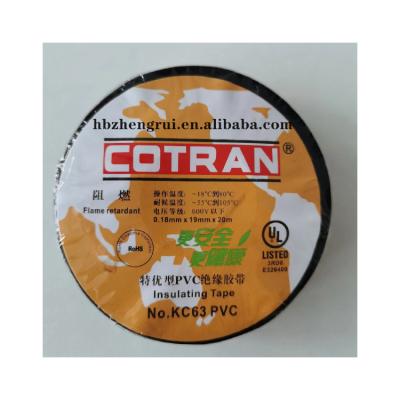 hbzhengrui.en.alibaba.com
COTRAN®
阻燃
Flame retardant
操作温度: -18℃到80℃
耐候温度: -55℃到105℃
电压等级: 600V以下
0.18mm x 19mm x 20m
RoHS
更安全
更健康
UL
LISTED
E326499
特优型PVC绝缘胶带
Insulating Tape
No.KC63 PVC